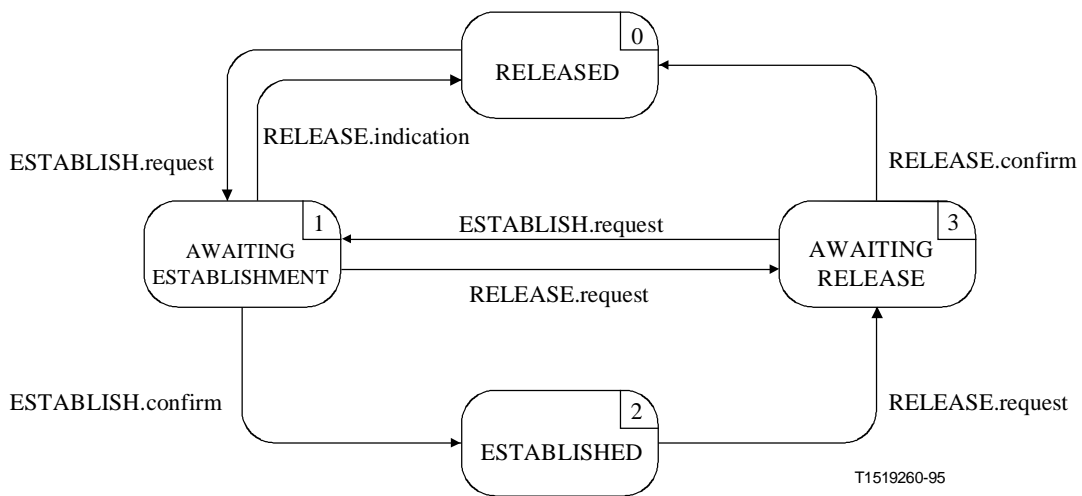 0
RELEASED
RELEASE.indication
ESTABLISH.request
RELEASE.confirm
1
AWAITING
ESTABLISHMENT
ESTABLISH.request
RELEASE.request
3
AWAITING
RELEASE
ESTABLISH.confirm
2
ESTABLISHED
RELEASE.request
T1519260-95